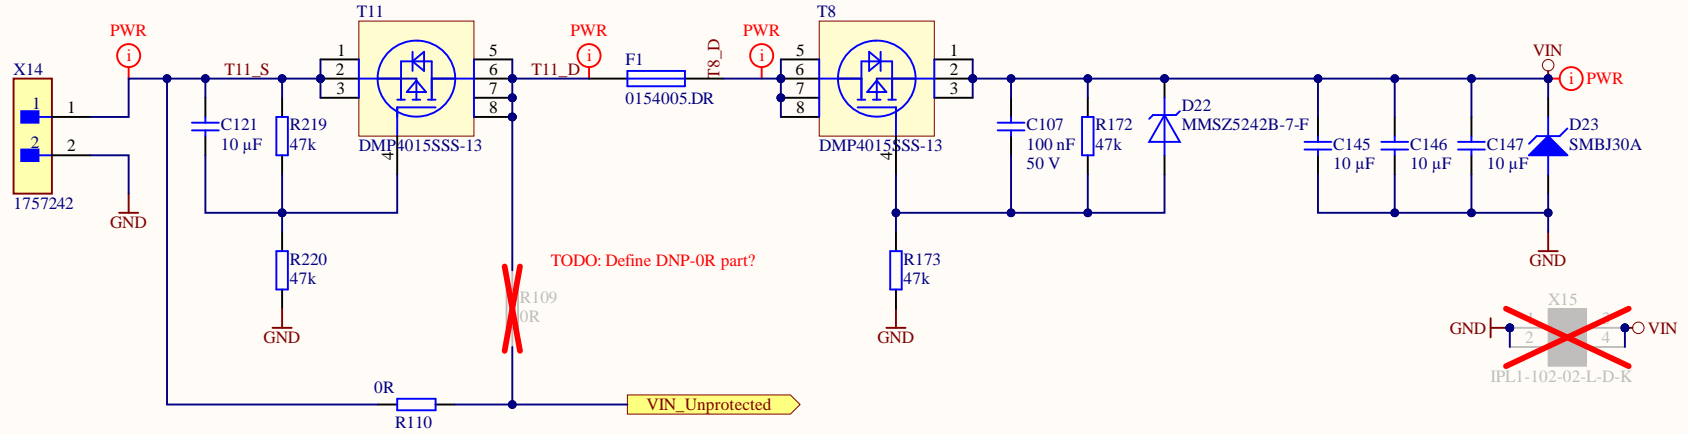 T11
T8
PWR
PWR
PWR
VIN
PWR
X14
T11_S
T11_D
F1
T8_D
0154005.DR
1
2
3
5
6
7
8
5
6
7
8
1
2
3
1
1
2
2
C121
10 µF
R219
47k
DMP4015SSS-13
4
DMP4015SSS-13
4
C107
100 nF
50 V
R172
47k
D22
MMSZ5242B-7-F
C145
10 µF
C146
10 µF
C147
10 µF
D23
SMBJ30A
1757242
GND
R220
47k
GND
TODO: Define DNP-0R part?
R109
0R
R173
47k
GND
GND
X15
GND
2
4
VIN
IPL1-102-02-L-D-K
0R
R110
VIN_Unprotected